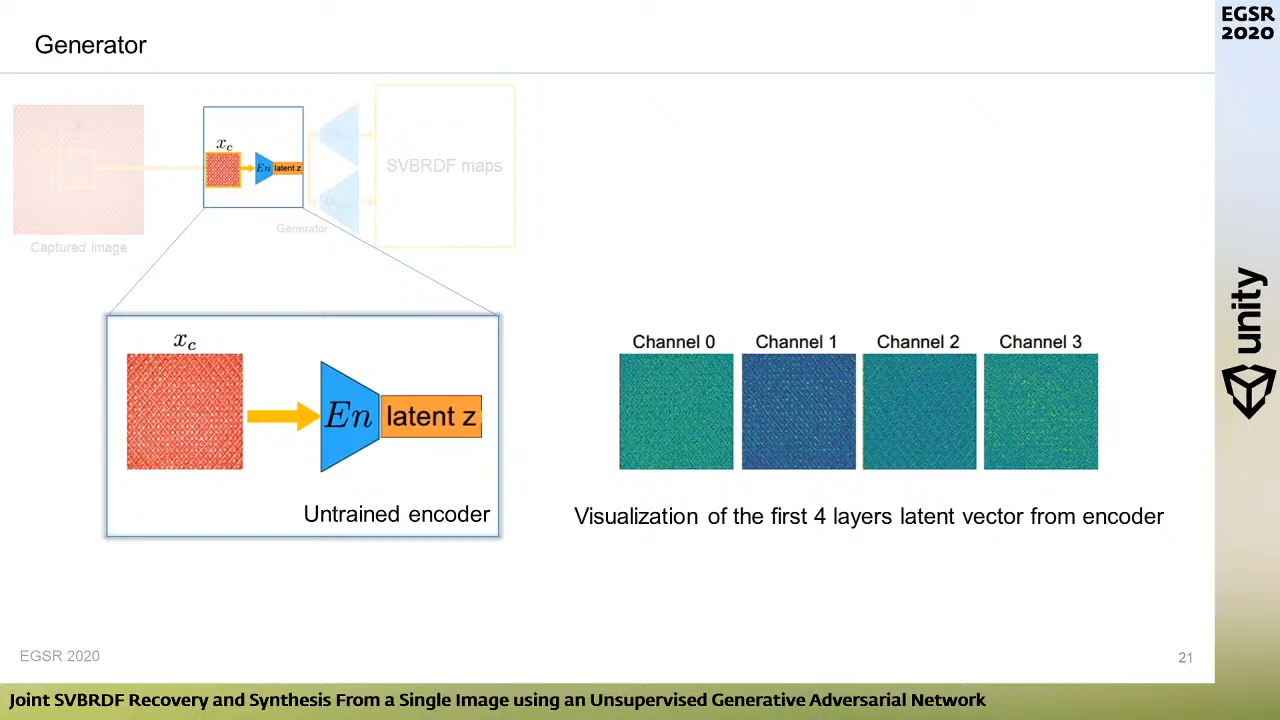 Generator
EGSR
2020
x_c
En
latent z
SVBRDF maps
Generator
Captured image
x_c
En
latent z
Untrained encoder
Channel 0
Channel 1
Channel 2
Channel 3
Visualization of the first 4 layers latent vector from encoder
unity
EGSR 2020
21
Joint SVBRDF Recovery and Synthesis From a Single Image using an Unsupervised Generative Adversarial Network